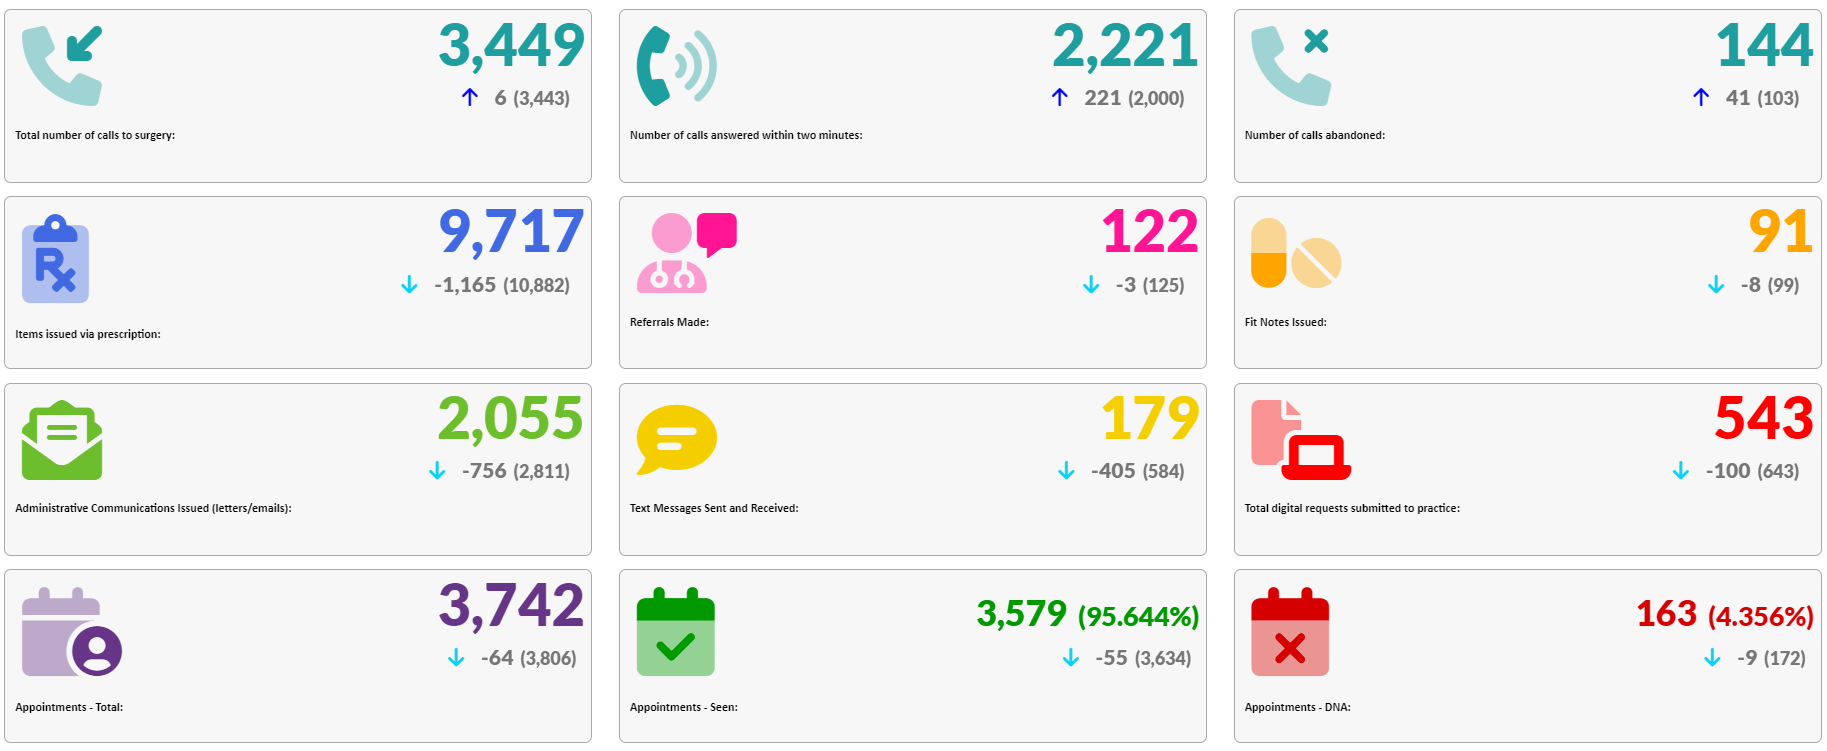 3,449
6 (3,443)
Total number of calls to surgery:
2,221
221 (2,000)
Number of calls answered within two minutes:
144
41 (103)
Number of calls abandoned:
Rx
9,717
-1,165 (10,882)
Items issued via prescription:
122
-3 (125)
Referrals Made:
91
-8 (99)
Fit Notes Issued:
2,055
-756 (2,811)
Administrative Communications Issued (letters/emails):
179
-405 (584)
Text Messages Sent and Received:
543
-100 (643)
Total digital requests submitted to practice:
3,742
-64 (3,806)
Appointments - Total:
3,579 (95.644%)
-55 (3,634)
Appointments - Seen:
163 (4.356%)
-9 (172)
Appointments - DNA: